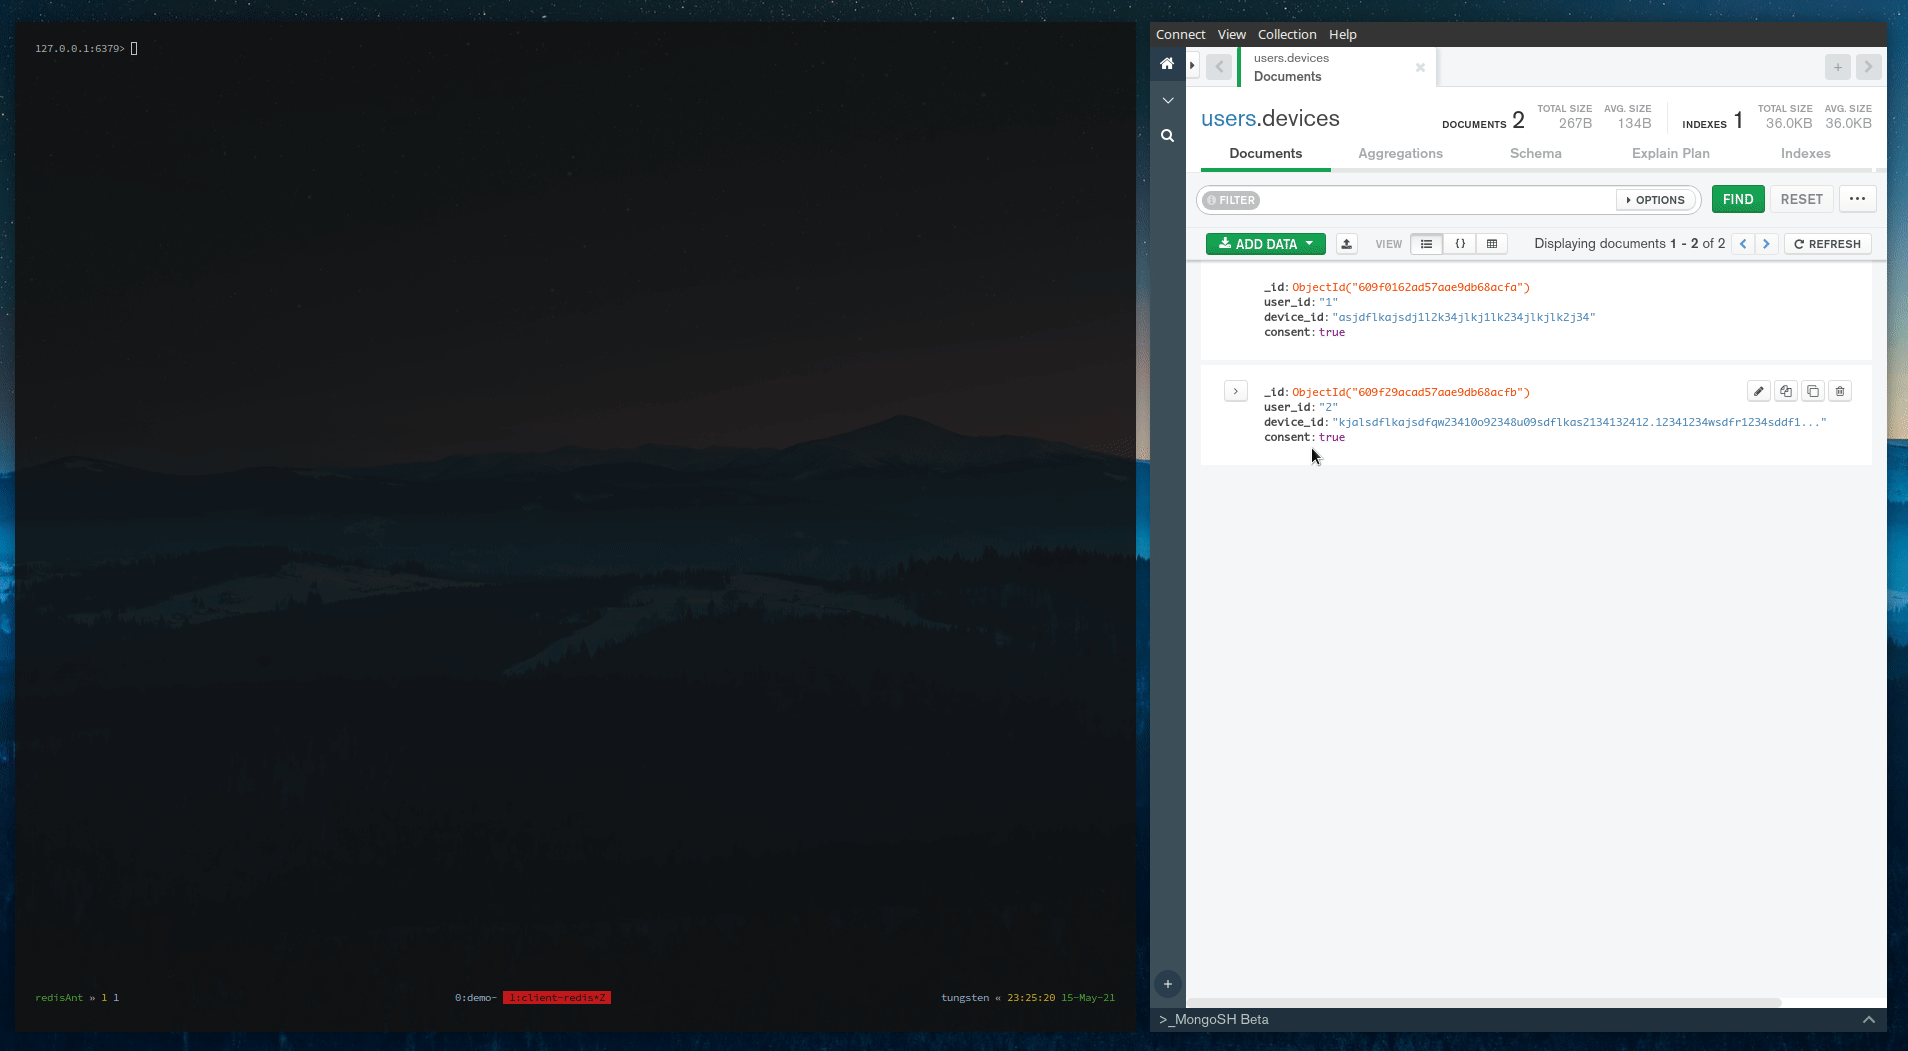 127.0.0.1:6379>
redisAnt » 1 1
0:demo- 1:client-redis*Z
tungsten « 23:25:20 15-May-21
Connect View Collection Help
users.devices
Documents
users.devices
DOCUMENTS 2 TOTAL SIZE 267B AVG. SIZE 134B INDEXES 1 TOTAL SIZE 36.0KB AVG. SIZE 36.0KB
Documents Aggregations Schema Explain Plan Indexes
FILTER OPTIONS FIND RESET ...
ADD DATA VIEW {} Displaying documents 1 - 2 of 2 REFRESH
_id: ObjectId("609f0162ad57aae9db68acfa")
user_id: "1"
device_id: "asjdflkajsdj1l2k34jlkj1lk234jlkjlk2j34"
consent: true
_id: ObjectId("609f29acad57aae9db68acfb")
user_id: "2"
device_id: "kjalsdflkajsdfqw23410o92348u09sdflkas2134132412.12341234wsdfr1234sddf1..."
consent: true
>_MongoSH Beta